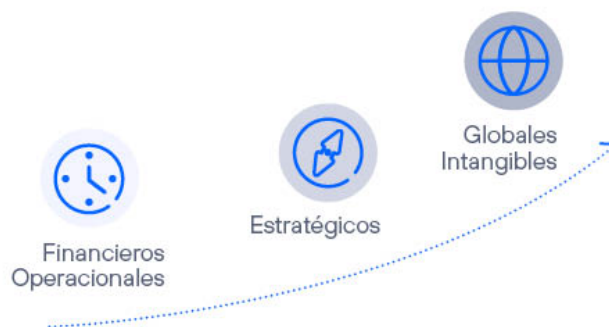 Financieros
Operacionales
Estratégicos
Globales
Intangibles